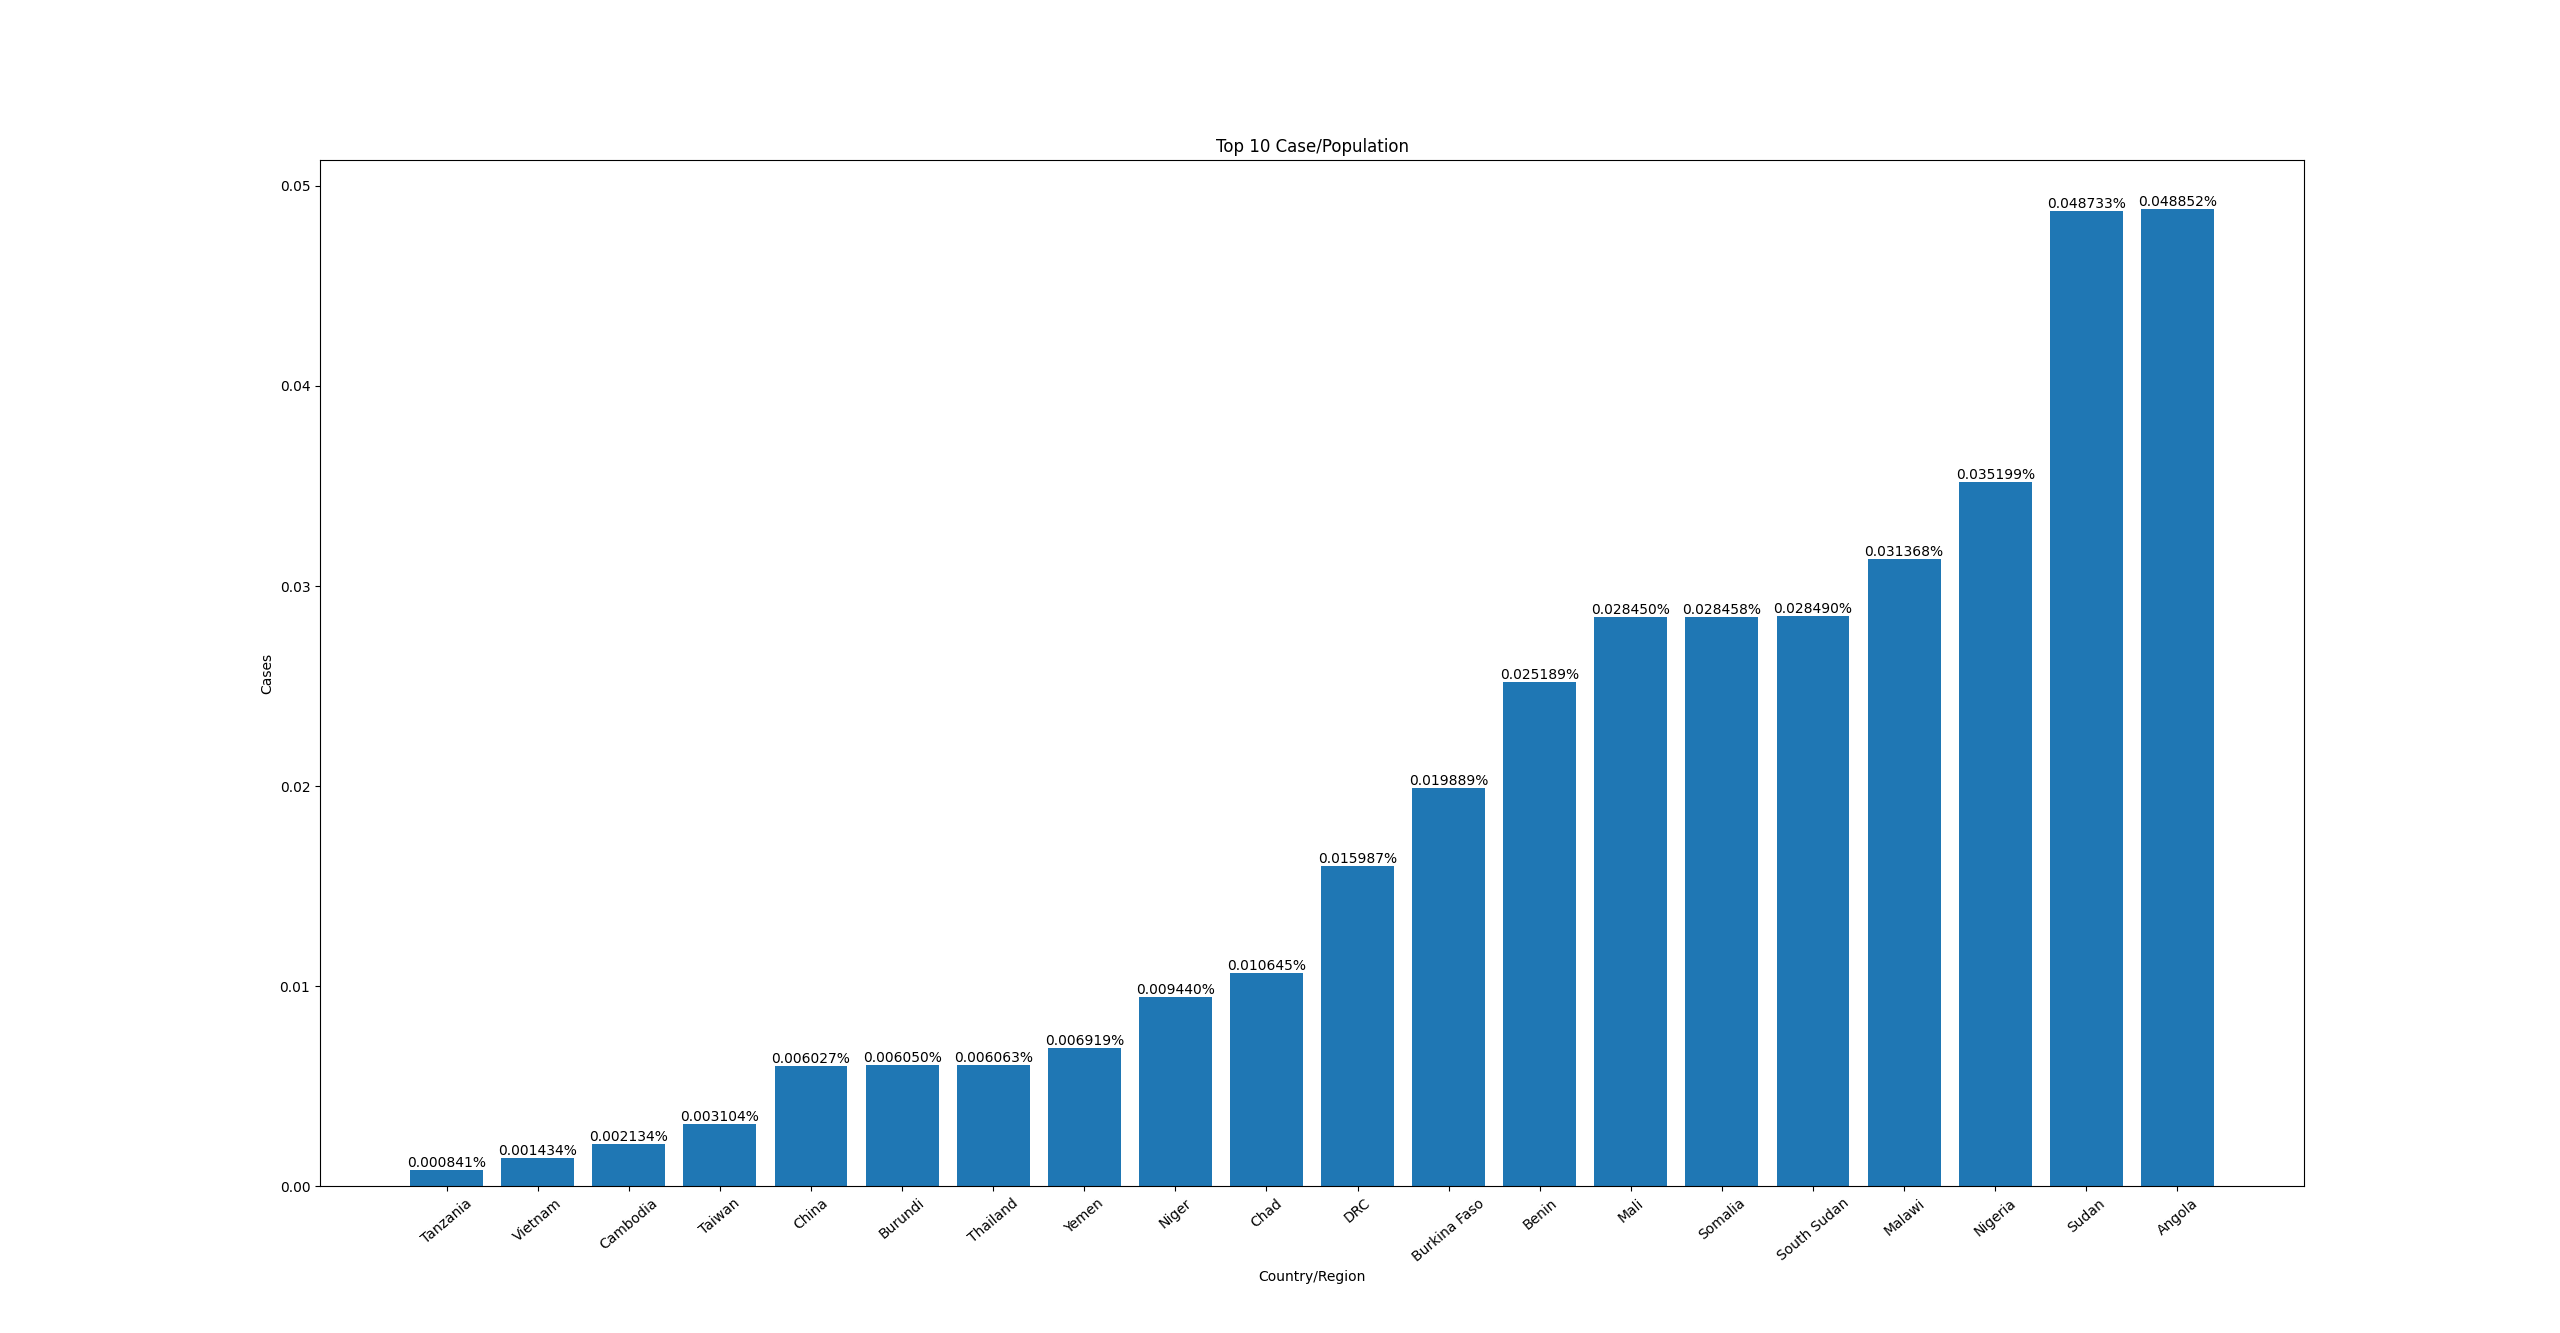 Top 10 Case/Population
0.05
0.04
0.03
0.02
0.01
0.00
Cases
0.000841%
0.001434%
0.002134%
0.003104%
0.006027%
0.006050%
0.006063%
0.006919%
0.009440%
0.010645%
0.015987%
0.019889%
0.025189%
0.028450%
0.028458%
0.028490%
0.031368%
0.035199%
0.048733%
0.048852%
Tanzania
Vietnam
Cambodia
Taiwan
China
Burundi
Thailand
Yemen
Niger
Chad
DRC
Burkina Faso
Benin
Mali
Somalia
South Sudan
Malawi
Nigeria
Sudan
Angola
Country/Region